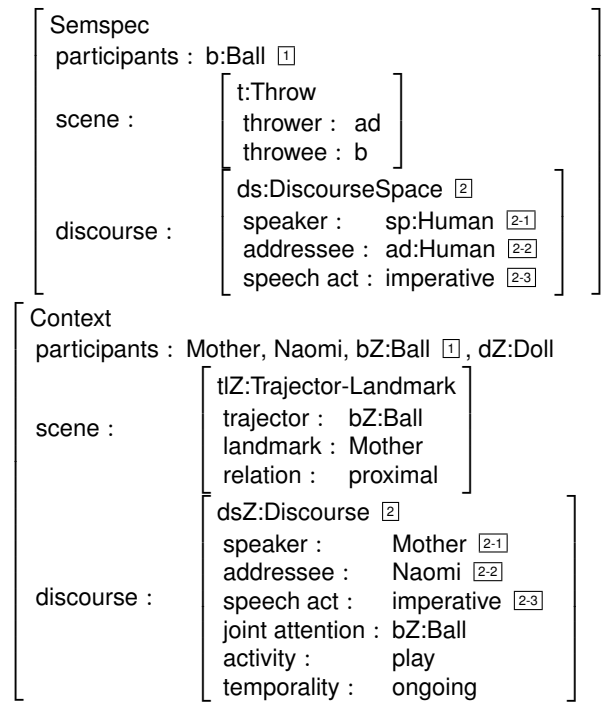 Semspec
participants : b:Ball 1
t:Throw
scene : thrower : ad
throwee : b
ds:DiscourseSpace 2
speaker : sp:Human 2-1
discourse : addressee : ad:Human 2-2
speech act : imperative 2-3
Context
participants : Mother, Naomi, bZ:Ball 1 , dZ:Doll
tlZ:Trajector-Landmark
trajector : bZ:Ball
scene : landmark : Mother
relation : proximal
dsZ:Discourse 2
speaker : Mother 2-1
addressee : Naomi 2-2
discourse : speech act : imperative 2-3
joint attention : bZ:Ball
activity : play
temporality : ongoing